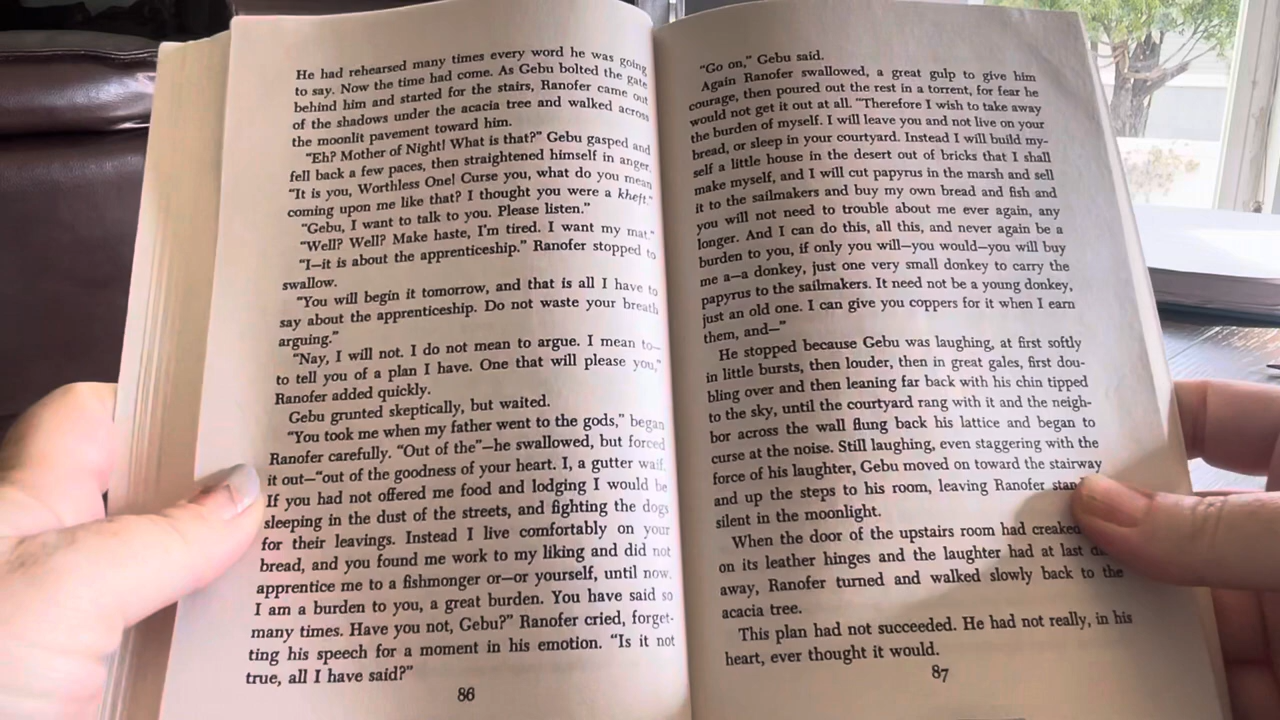 He had rehearsed many times every word he was going
to say. Now the time had come. As Gebu bolted the gate
behind him and started for the stairs, Ranofer came out
of the shadows under the acacia tree and walked across
the moonlit pavement toward him.
"Eh? Mother of Night! What is that?" Gebu gasped and
fell back a few paces, then straightened himself in anger.
"It is you, Worthless One! Curse you, what do you mean
coming upon me like that? I thought you were a kheft."
"Gebu, I want to talk to you. Please listen."
"Well? Well? Make haste, I'm tired. I want my mat."
"I—it is about the apprenticeship." Ranofer stopped to
swallow.
"You will begin it tomorrow, and that is all I have to
say about the apprenticeship. Do not waste your breath
arguing."
"Nay, I will not. I do not mean to argue. I mean to—
to tell you of a plan I have. One that will please you,"
Ranofer added quickly.
Gebu grunted skeptically, but waited.
"You took me when my father went to the gods," began
Ranofer carefully. "Out of the"—he swallowed, but forced
it out—"out of the goodness of your heart. I, a gutter waif.
If you had not offered me food and lodging I would be
sleeping in the dust of the streets, and fighting the dogs
for their leavings. Instead I live comfortably on your
bread, and you found me work to my liking and did not
apprentice me to a fishmonger or—or yourself, until now.
I am a burden to you, a great burden. You have said so
many times. Have you not, Gebu?" Ranofer cried, forget-
ting his speech for a moment in his emotion. "Is it not
true, all I have said?"
86
"Go on," Gebu said.
Again Ranofer swallowed, a great gulp to give him
courage, then poured out the rest in a torrent, for fear he
would not get it out at all. "Therefore I wish to take away
the burden of myself. I will leave you and not live on your
bread, or sleep in your courtyard. Instead I will build my-
self a little house in the desert out of bricks that I shall
make myself, and I will cut papyrus in the marsh and sell
it to the sailmakers and buy my own bread and fish and
you will not need to trouble about me ever again, any
longer. And I can do this, all this, and never again be a
burden to you, if only you will—you would—you will buy
me a—a donkey, just one very small donkey to carry the
papyrus to the sailmakers. It need not be a young donkey,
just an old one. I can give you coppers for it when I earn
them, and—"
He stopped because Gebu was laughing, at first softly
in little bursts, then louder, then in great gales, first dou-
bling over and then leaning far back with his chin tipped
to the sky, until the courtyard rang with it and the neigh-
bor across the wall flung back his lattice and began to
curse at the noise. Still laughing, even staggering with the
force of his laughter, Gebu moved on toward the stairway
and up the steps to his room, leaving Ranofer
silent in the moonlight.
When the door of the upstairs room had creaked
on its leather hinges and the laughter had at last
away, Ranofer turned and walked slowly back to the
acacia tree.
This plan had not succeeded. He had not really, in his
heart, ever thought it would.
87